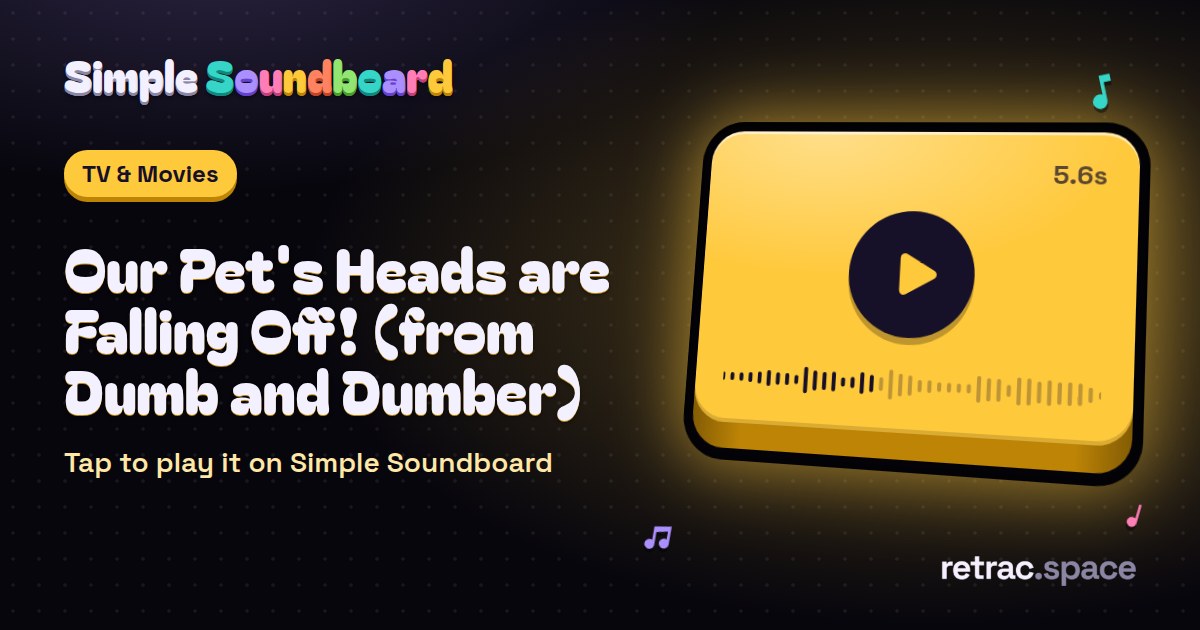 Simple Soundboard
TV & Movies
5.6s
Our Pet's Heads are
Falling Off! (from
Dumb and Dumber)
Tap to play it on Simple Soundboard
retrac.space